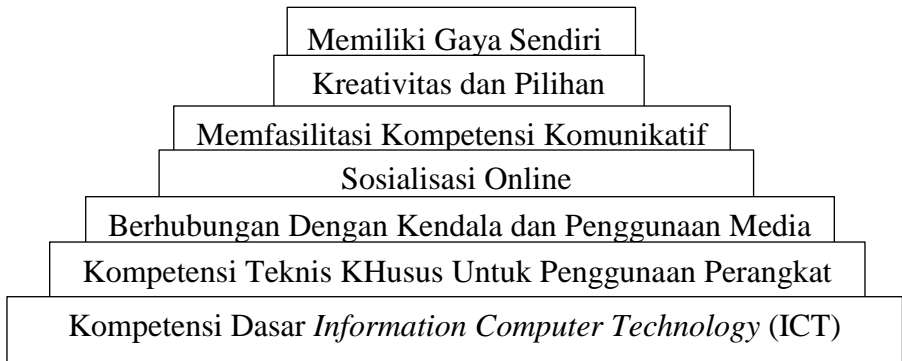 Memiliki Gaya Sendiri
Kreativitas dan Pilihan
Memfasilitasi Kompetensi Komunikatif
Sosialisasi Online
Berhubungan Dengan Kendala dan Penggunaan Media
Kompetensi Teknis KHusus Untuk Penggunaan Perangkat
Kompetensi Dasar Information Computer Technology (ICT)